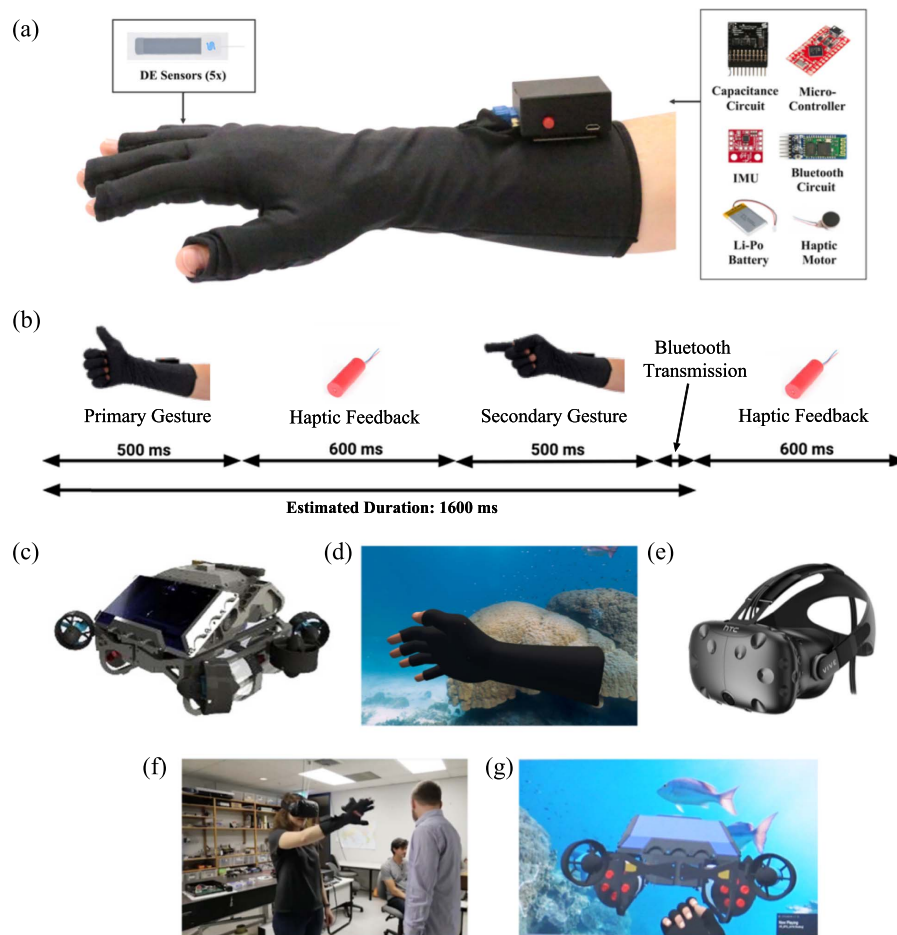 (a)
DE Sensors (5x)
Capacitance
Circuit
Micro-
Controller
IMU
Bluetooth
Circuit
Li-Po
Battery
Haptic
Motor
(b)
Primary Gesture
Haptic Feedback
Secondary Gesture
Bluetooth
Transmission
Haptic Feedback
500 ms
600 ms
500 ms
600 ms
Estimated Duration: 1600 ms
(c)
(d)
(e)
hTC
VIVE
(f)
(g)